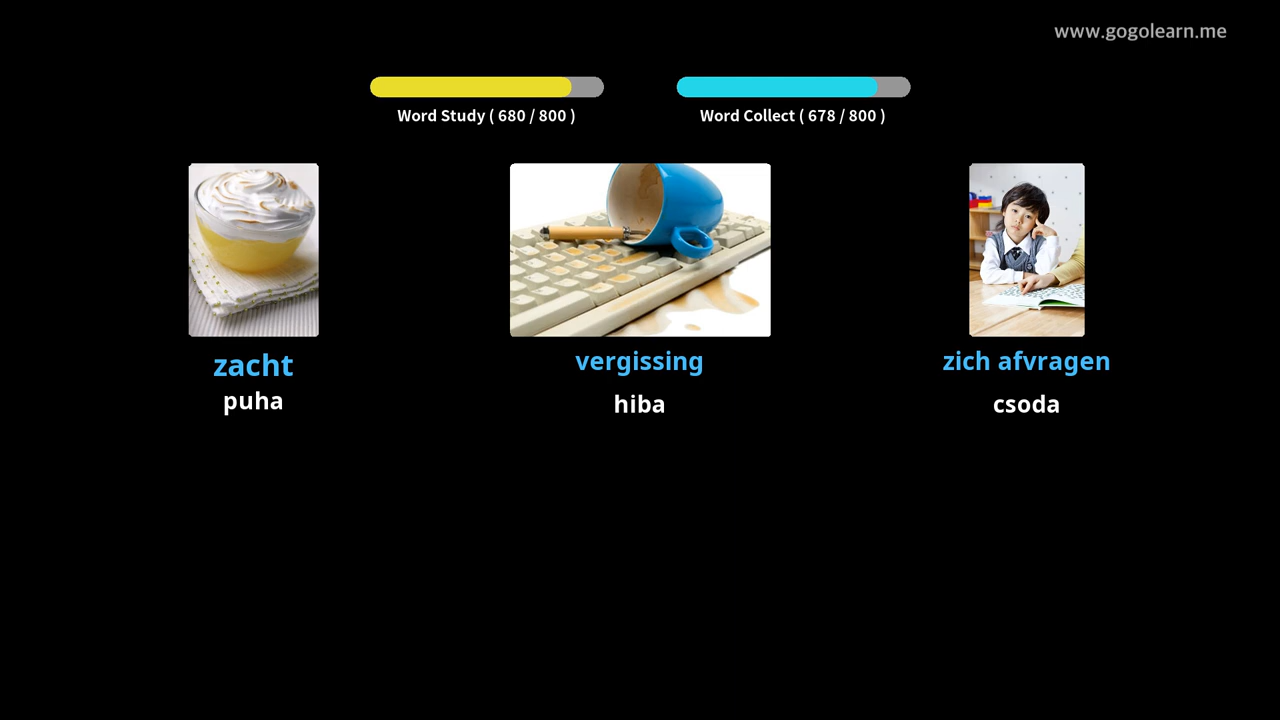 www.gogolearn.me
Word Study ( 680 / 800 )
Word Collect ( 678 / 800 )
zacht
puha
vergissing
hiba
zich afvragen
csoda